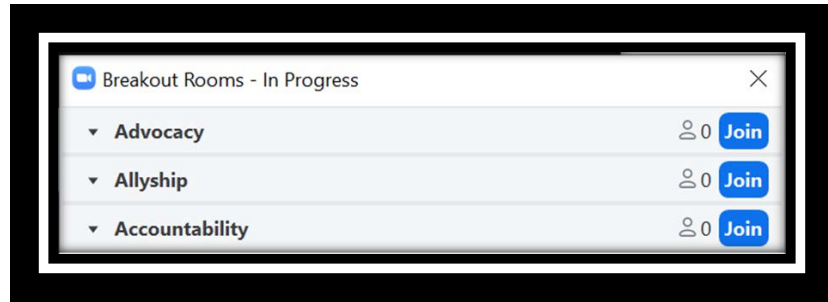 Breakout Rooms - In Progress
Advocacy 0 Join
Allyship 0 Join
Accountability 0 Join